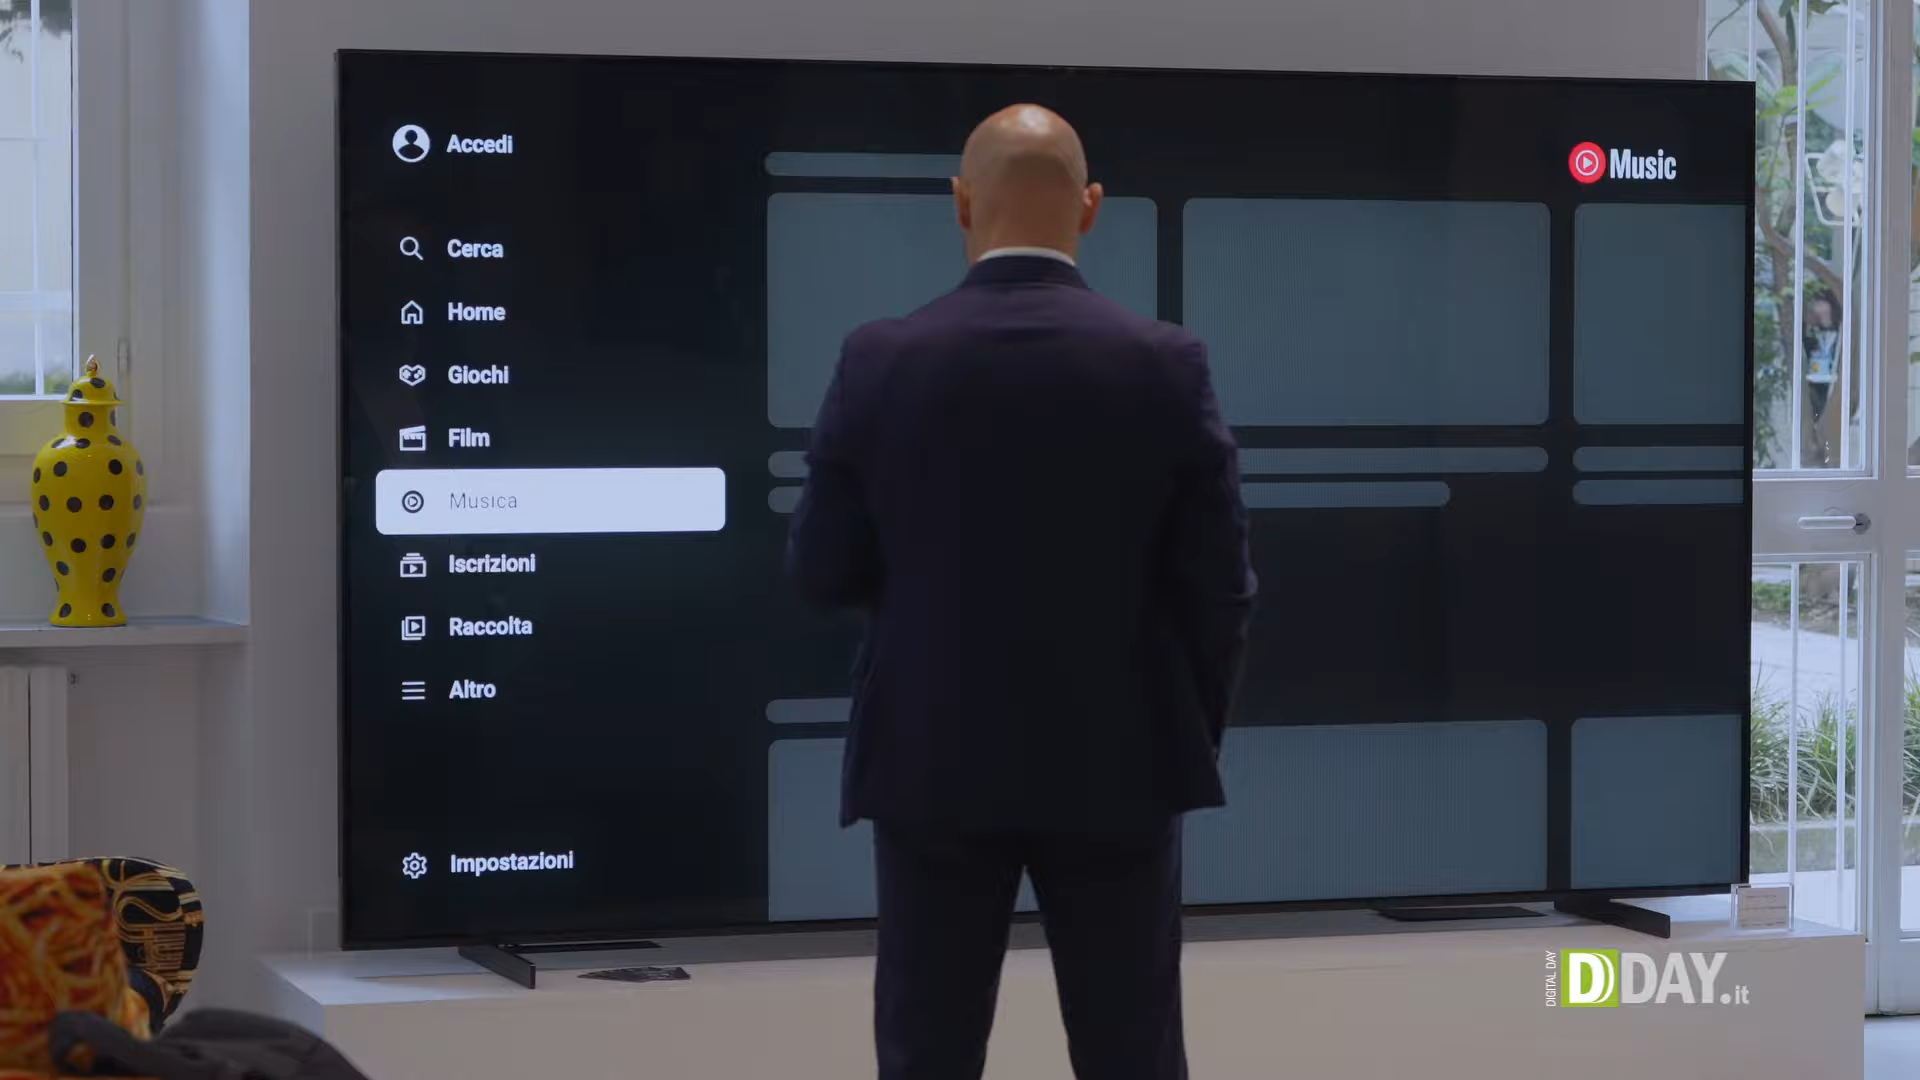 Accedi
Music
Cerca
Home
Giochi
Film
Musica
Iscrizioni
Raccolta
Altro
Impostazioni
DIGITAL DAY
DDAY.it